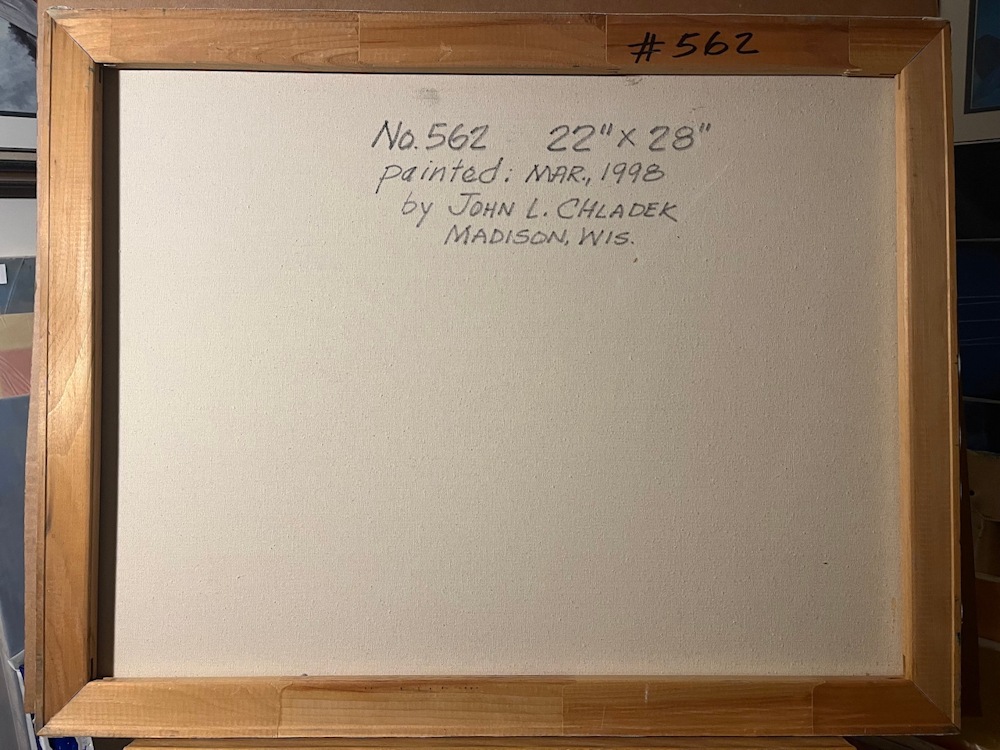 #562
No. 562 22" x 28"
painted: MAR., 1998
by JOHN L. CHLADEK
MADISON, WIS.